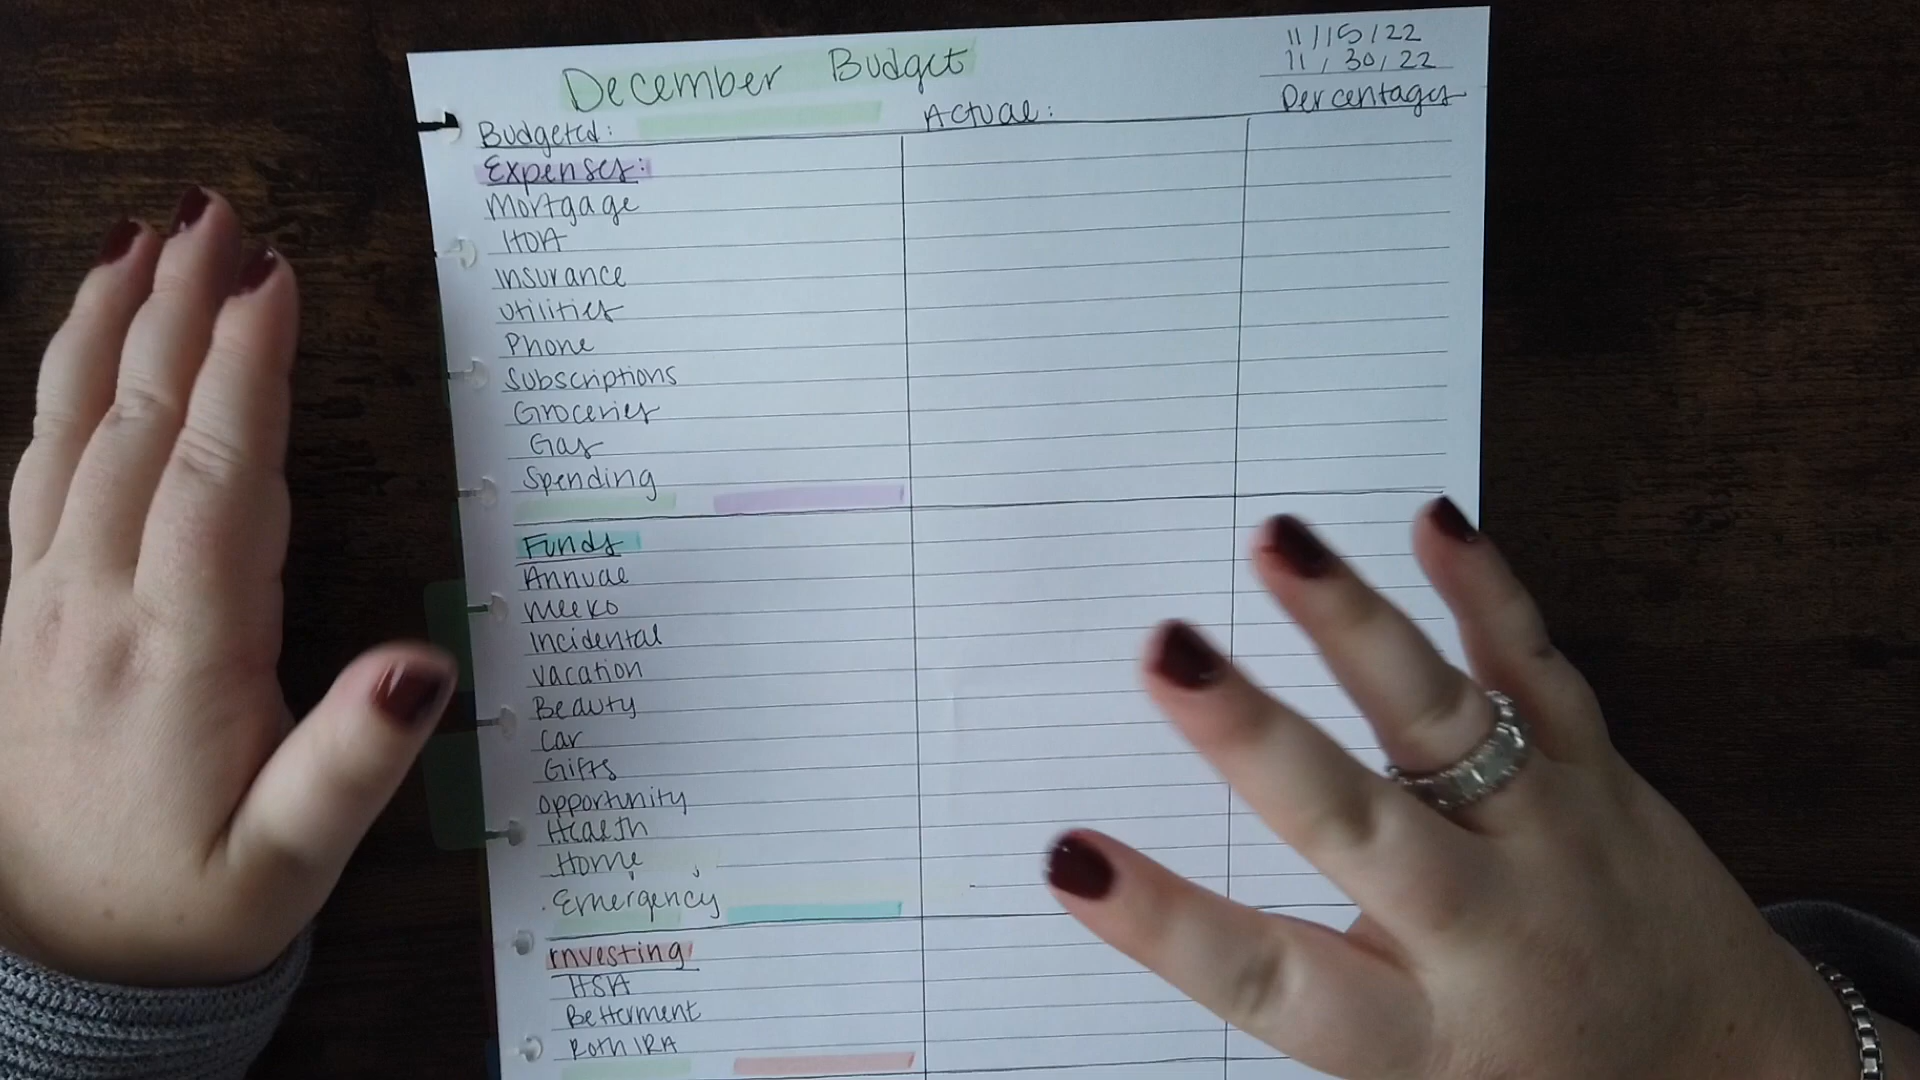 December Budget
11/15/22
11/30/22
Budgeted:
Actual:
Percentages
Expenses:
Mortgage
HOA
Insurance
Utilities
Phone
Subscriptions
Groceries
Gas
Spending
Funds
Annual
Meeko
Incidental
Vacation
Beauty
Car
Gifts
Opportunity
Health
Home
Emergency
Investing
HSA
Betterment
Roth IRA